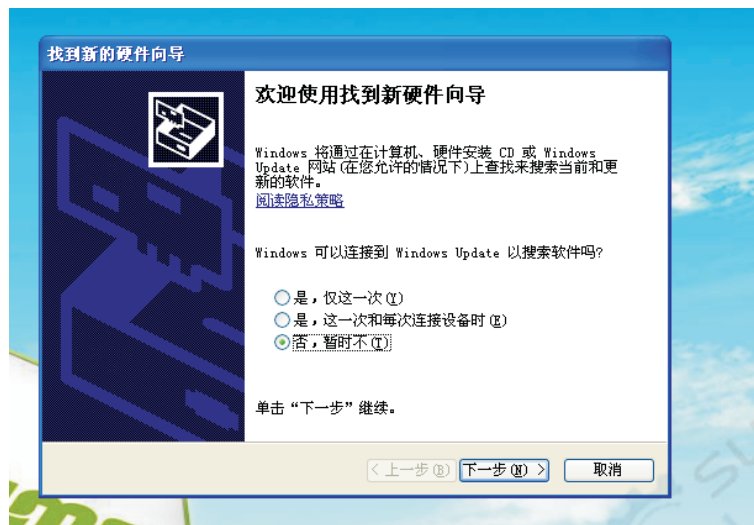 找到新的硬件向导
欢迎使用找到新硬件向导
Windows 将通过在计算机、硬件安装 CD 或 Windows
Update 网站(在您允许的情况下)上查找来搜索当前和更
新的软件。
阅读隐私策略
Windows 可以连接到 Windows Update 以搜索软件吗?
是，仅这一次(Y)
是，这一次和每次连接设备时(E)
否，暂时不(T)
单击“下一步”继续。
< 上一步(B)
下一步(N) >
取消